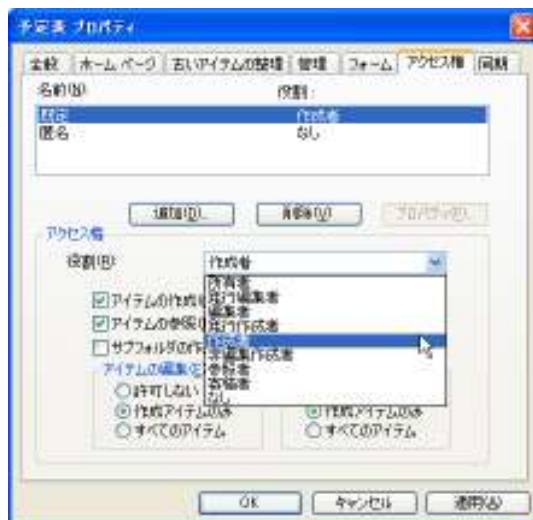 予定表 プロパティ
全般 ホーム ページ 古いアイテムの整理 管理 フォーム アクセス権 同期
名前(N) 役割:
既定 作成者
匿名 なし
追加(D)... 削除(V) プロパティ(P)...
アクセス権
役割(B) 作成者
所有者
アイテムの作成 発行編集者
編集者
アイテムの参照 発行作成者
作成者
サブフォルダの作 非編集作成者
アイテムの編集(E) 参照者
投稿者
許可しない なし
作成アイテムのみ 作成アイテムのみ
すべてのアイテム すべてのアイテム
OK キャンセル 適用(A)